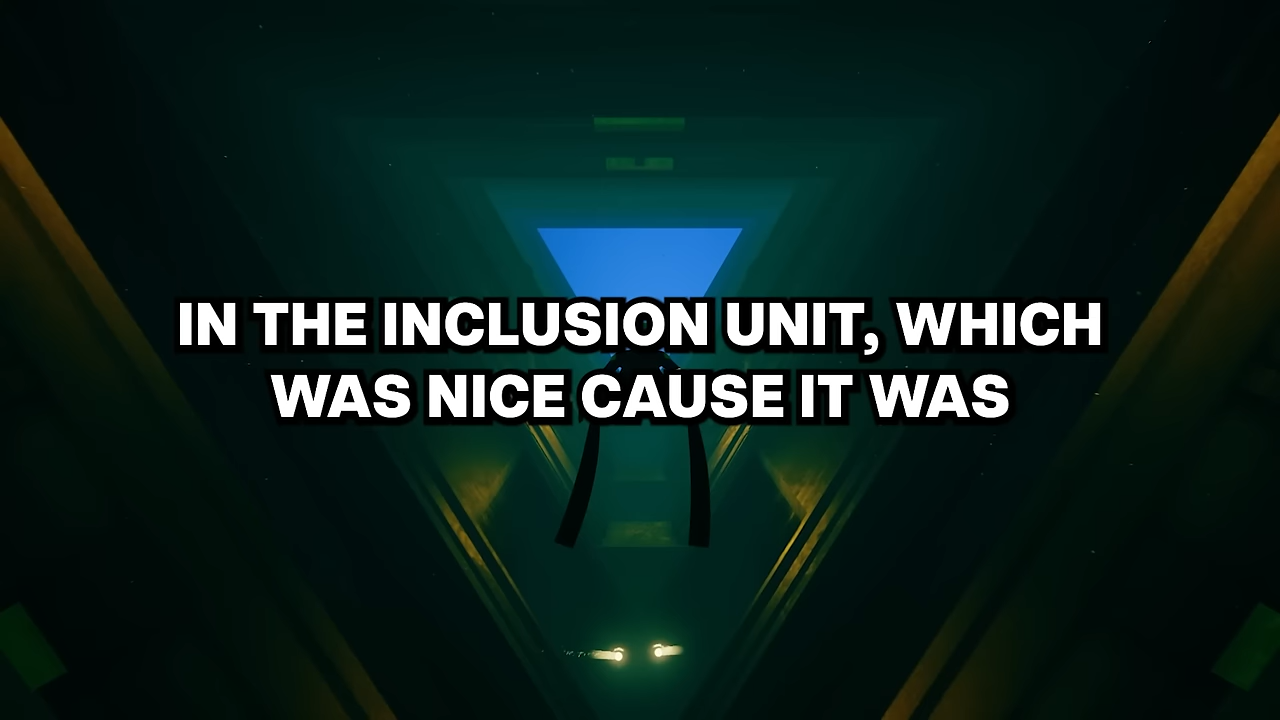 IN THE INCLUSION UNIT, WHICH
WAS NICE CAUSE IT WAS